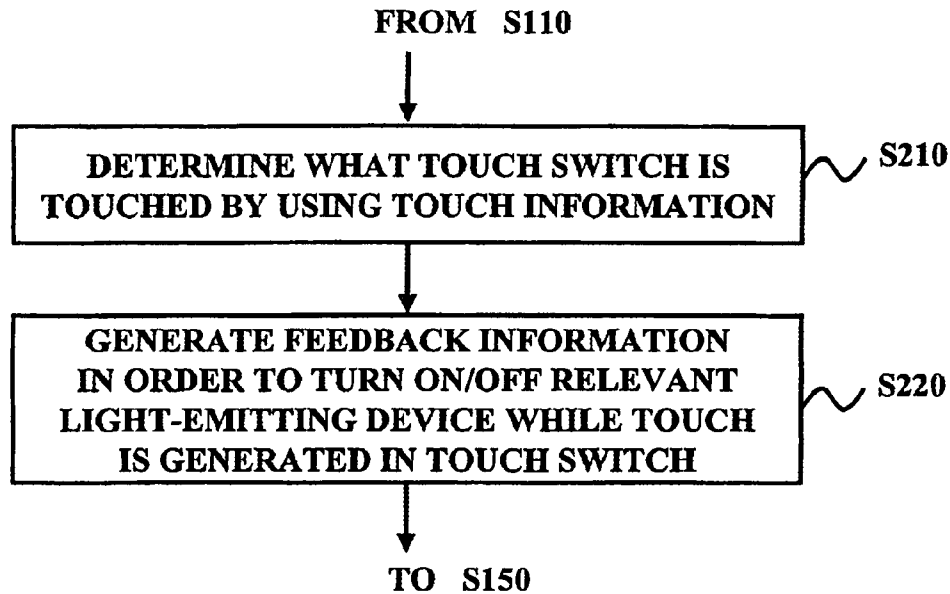 FROM S110
DETERMINE WHAT TOUCH SWITCH IS
TOUCHED BY USING TOUCH INFORMATION
S210
GENERATE FEEDBACK INFORMATION
IN ORDER TO TURN ON/OFF RELEVANT
LIGHT-EMITTING DEVICE WHILE TOUCH
IS GENERATED IN TOUCH SWITCH
S220
TO S150